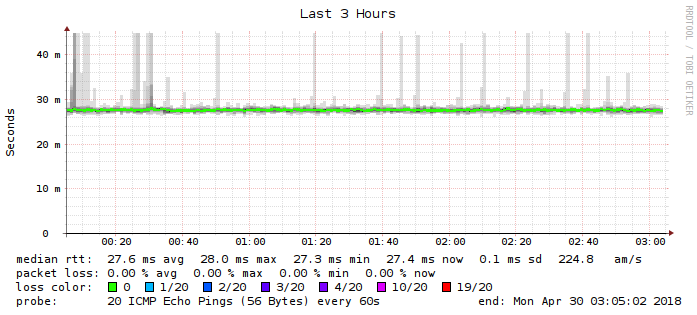 Last 3 Hours
RRDTOOL / TOBI OETIKER
Seconds
40 m
30 m
20 m
10 m
0
00:20 00:40 01:00 01:20 01:40 02:00 02:20 02:40 03:00
median rtt: 27.6 ms avg 28.0 ms max 27.3 ms min 27.4 ms now 0.1 ms sd 224.8 am/s
packet loss: 0.00 % avg 0.00 % max 0.00 % min 0.00 % now
loss color: 0 1/20 2/20 3/20 4/20 10/20 19/20
probe: 20 ICMP Echo Pings (56 Bytes) every 60s end: Mon Apr 30 03:05:02 2018